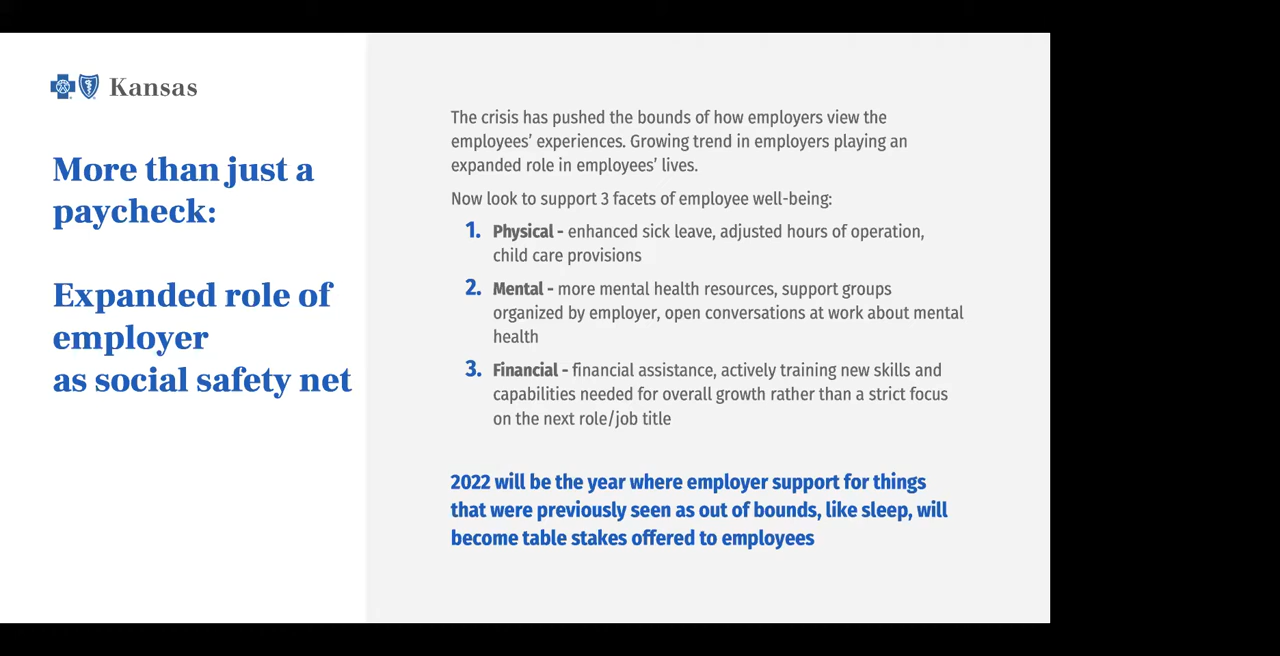 Kansas
More than just a
paycheck:
Expanded role of
employer
as social safety net
The crisis has pushed the bounds of how employers view the
employees’ experiences. Growing trend in employers playing an
expanded role in employees’ lives.
Now look to support 3 facets of employee well-being:
1. Physical - enhanced sick leave, adjusted hours of operation,
child care provisions
2. Mental - more mental health resources, support groups
organized by employer, open conversations at work about mental
health
3. Financial - financial assistance, actively training new skills and
capabilities needed for overall growth rather than a strict focus
on the next role/job title
2022 will be the year where employer support for things
that were previously seen as out of bounds, like sleep, will
become table stakes offered to employees